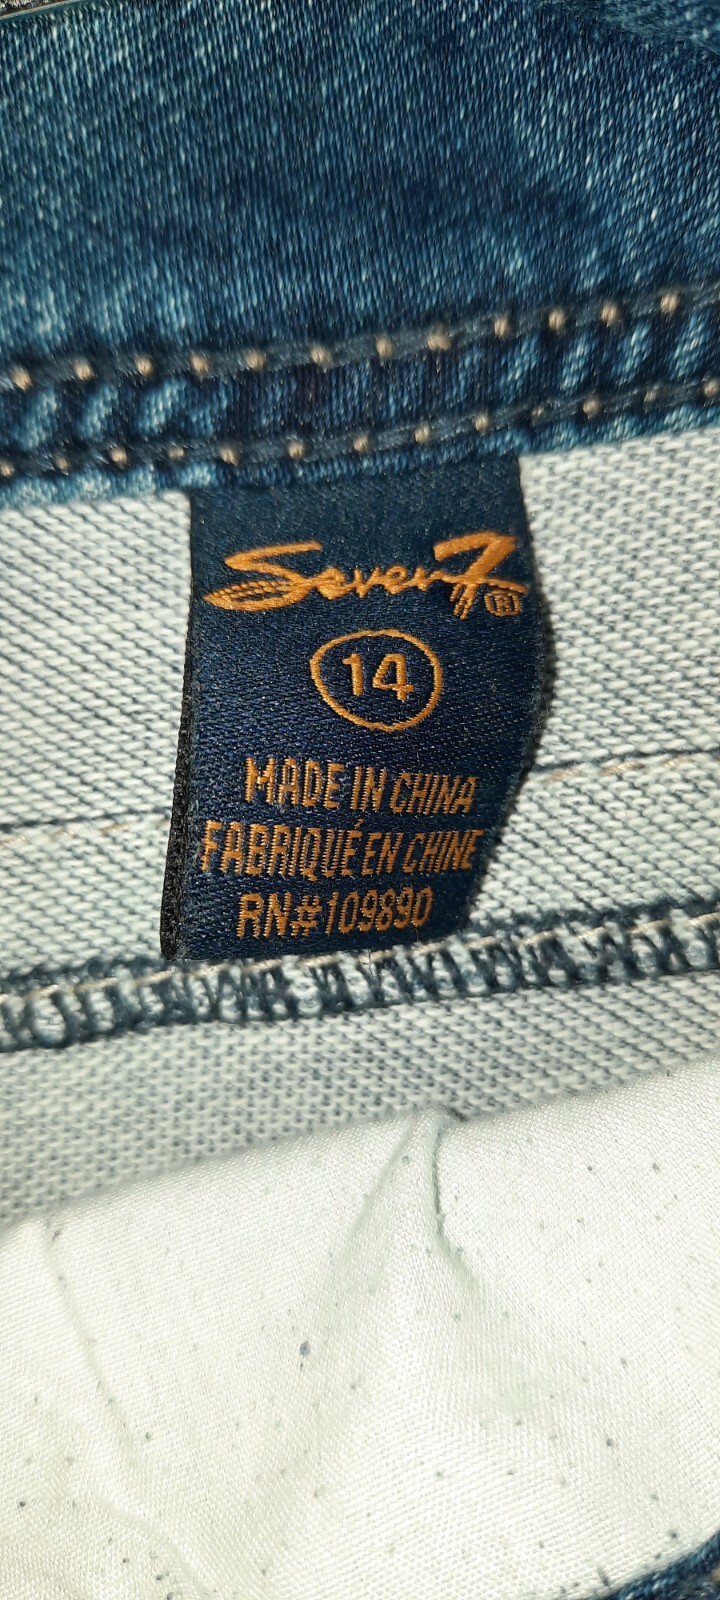 Seven7®
14
MADE IN CHINA
FABRIQUÉ EN CHINE
RN#109890